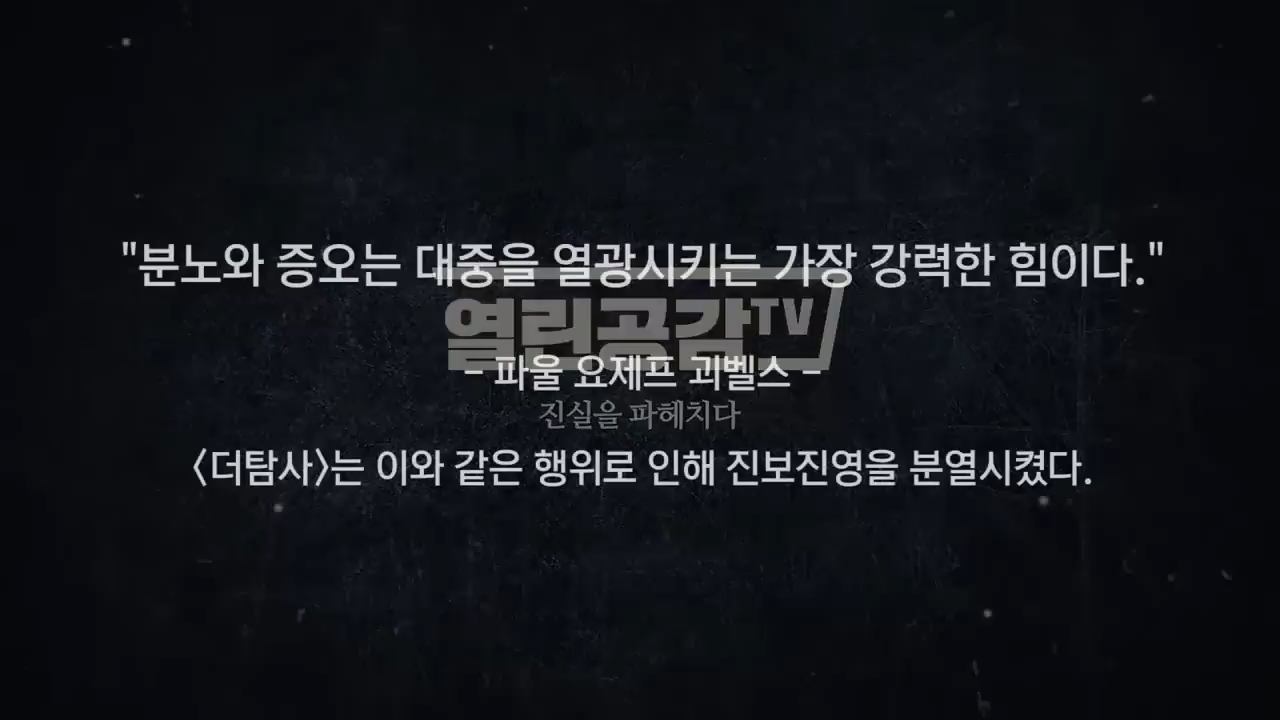 "분노와 증오는 대중을 열광시키는 가장 강력한 힘이다."
열린공감TV
- 파울 요제프 괴벨스 -
진실을 파헤치다
<더탐사>는 이와 같은 행위로 인해 진보진영을 분열시켰다.